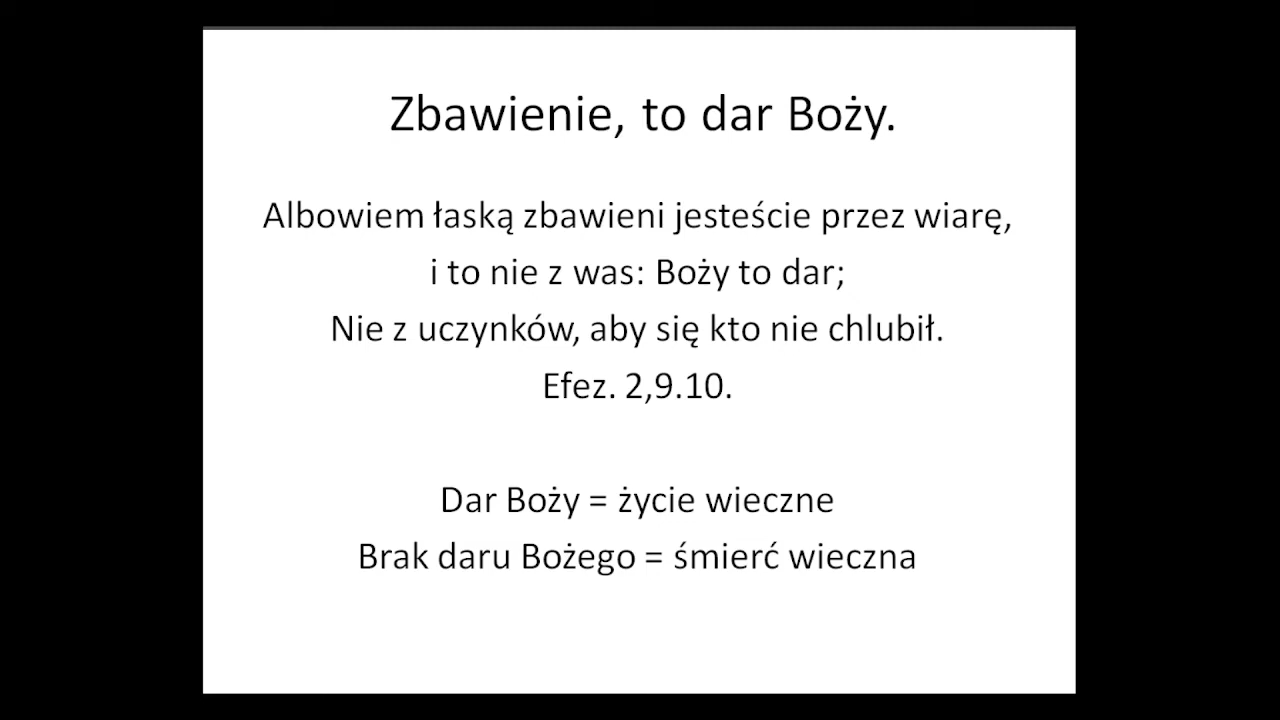 Zbawienie, to dar Boży.
Albowiem łaską zbawieni jesteście przez wiarę,
i to nie z was: Boży to dar;
Nie z uczynków, aby się kto nie chlubił.
Efez. 2,9.10.
Dar Boży = życie wieczne
Brak daru Bożego = śmierć wieczna